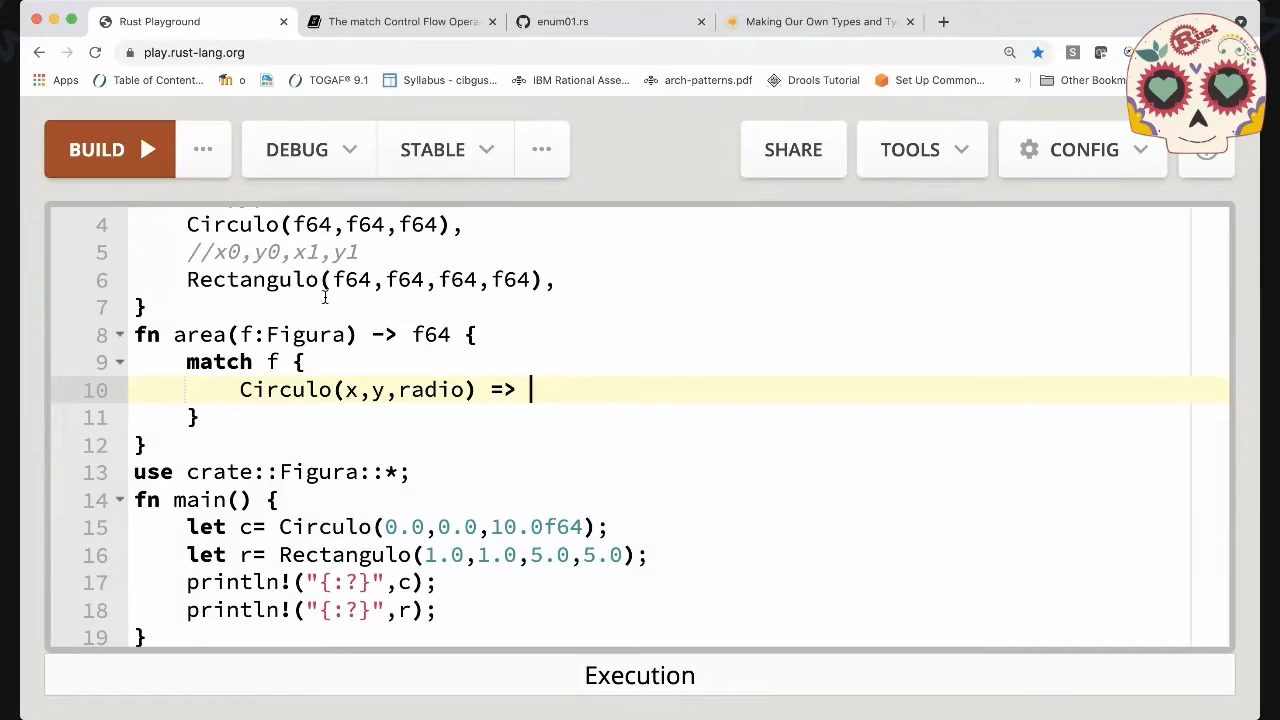 Rust Playground
The match Control Flow Opera
enum01.rs
Making Our Own Types and Ty
play.rust-lang.org
S
Apps
Table of Content...
o
TOGAF® 9.1
Syllabus - cibgus...
IBM Rational Asse...
arch-patterns.pdf
Drools Tutorial
Set Up Common...
»
Other Bookm
Rust
BUILD
DEBUG
STABLE
SHARE
TOOLS
CONFIG
4 Circulo(f64,f64,f64),
5 //x0,y0,x1,y1
6 Rectangulo(f64,f64,f64,f64),
7 }
8 fn area(f:Figura) -> f64 {
9 match f {
10 Circulo(x,y,radio) =>
11 }
12 }
13 use crate::Figura::*;
14 fn main() {
15 let c= Circulo(0.0,0.0,10.0f64);
16 let r= Rectangulo(1.0,1.0,5.0,5.0);
17 println!("{:?}",c);
18 println!("{:?}",r);
19 }
Execution